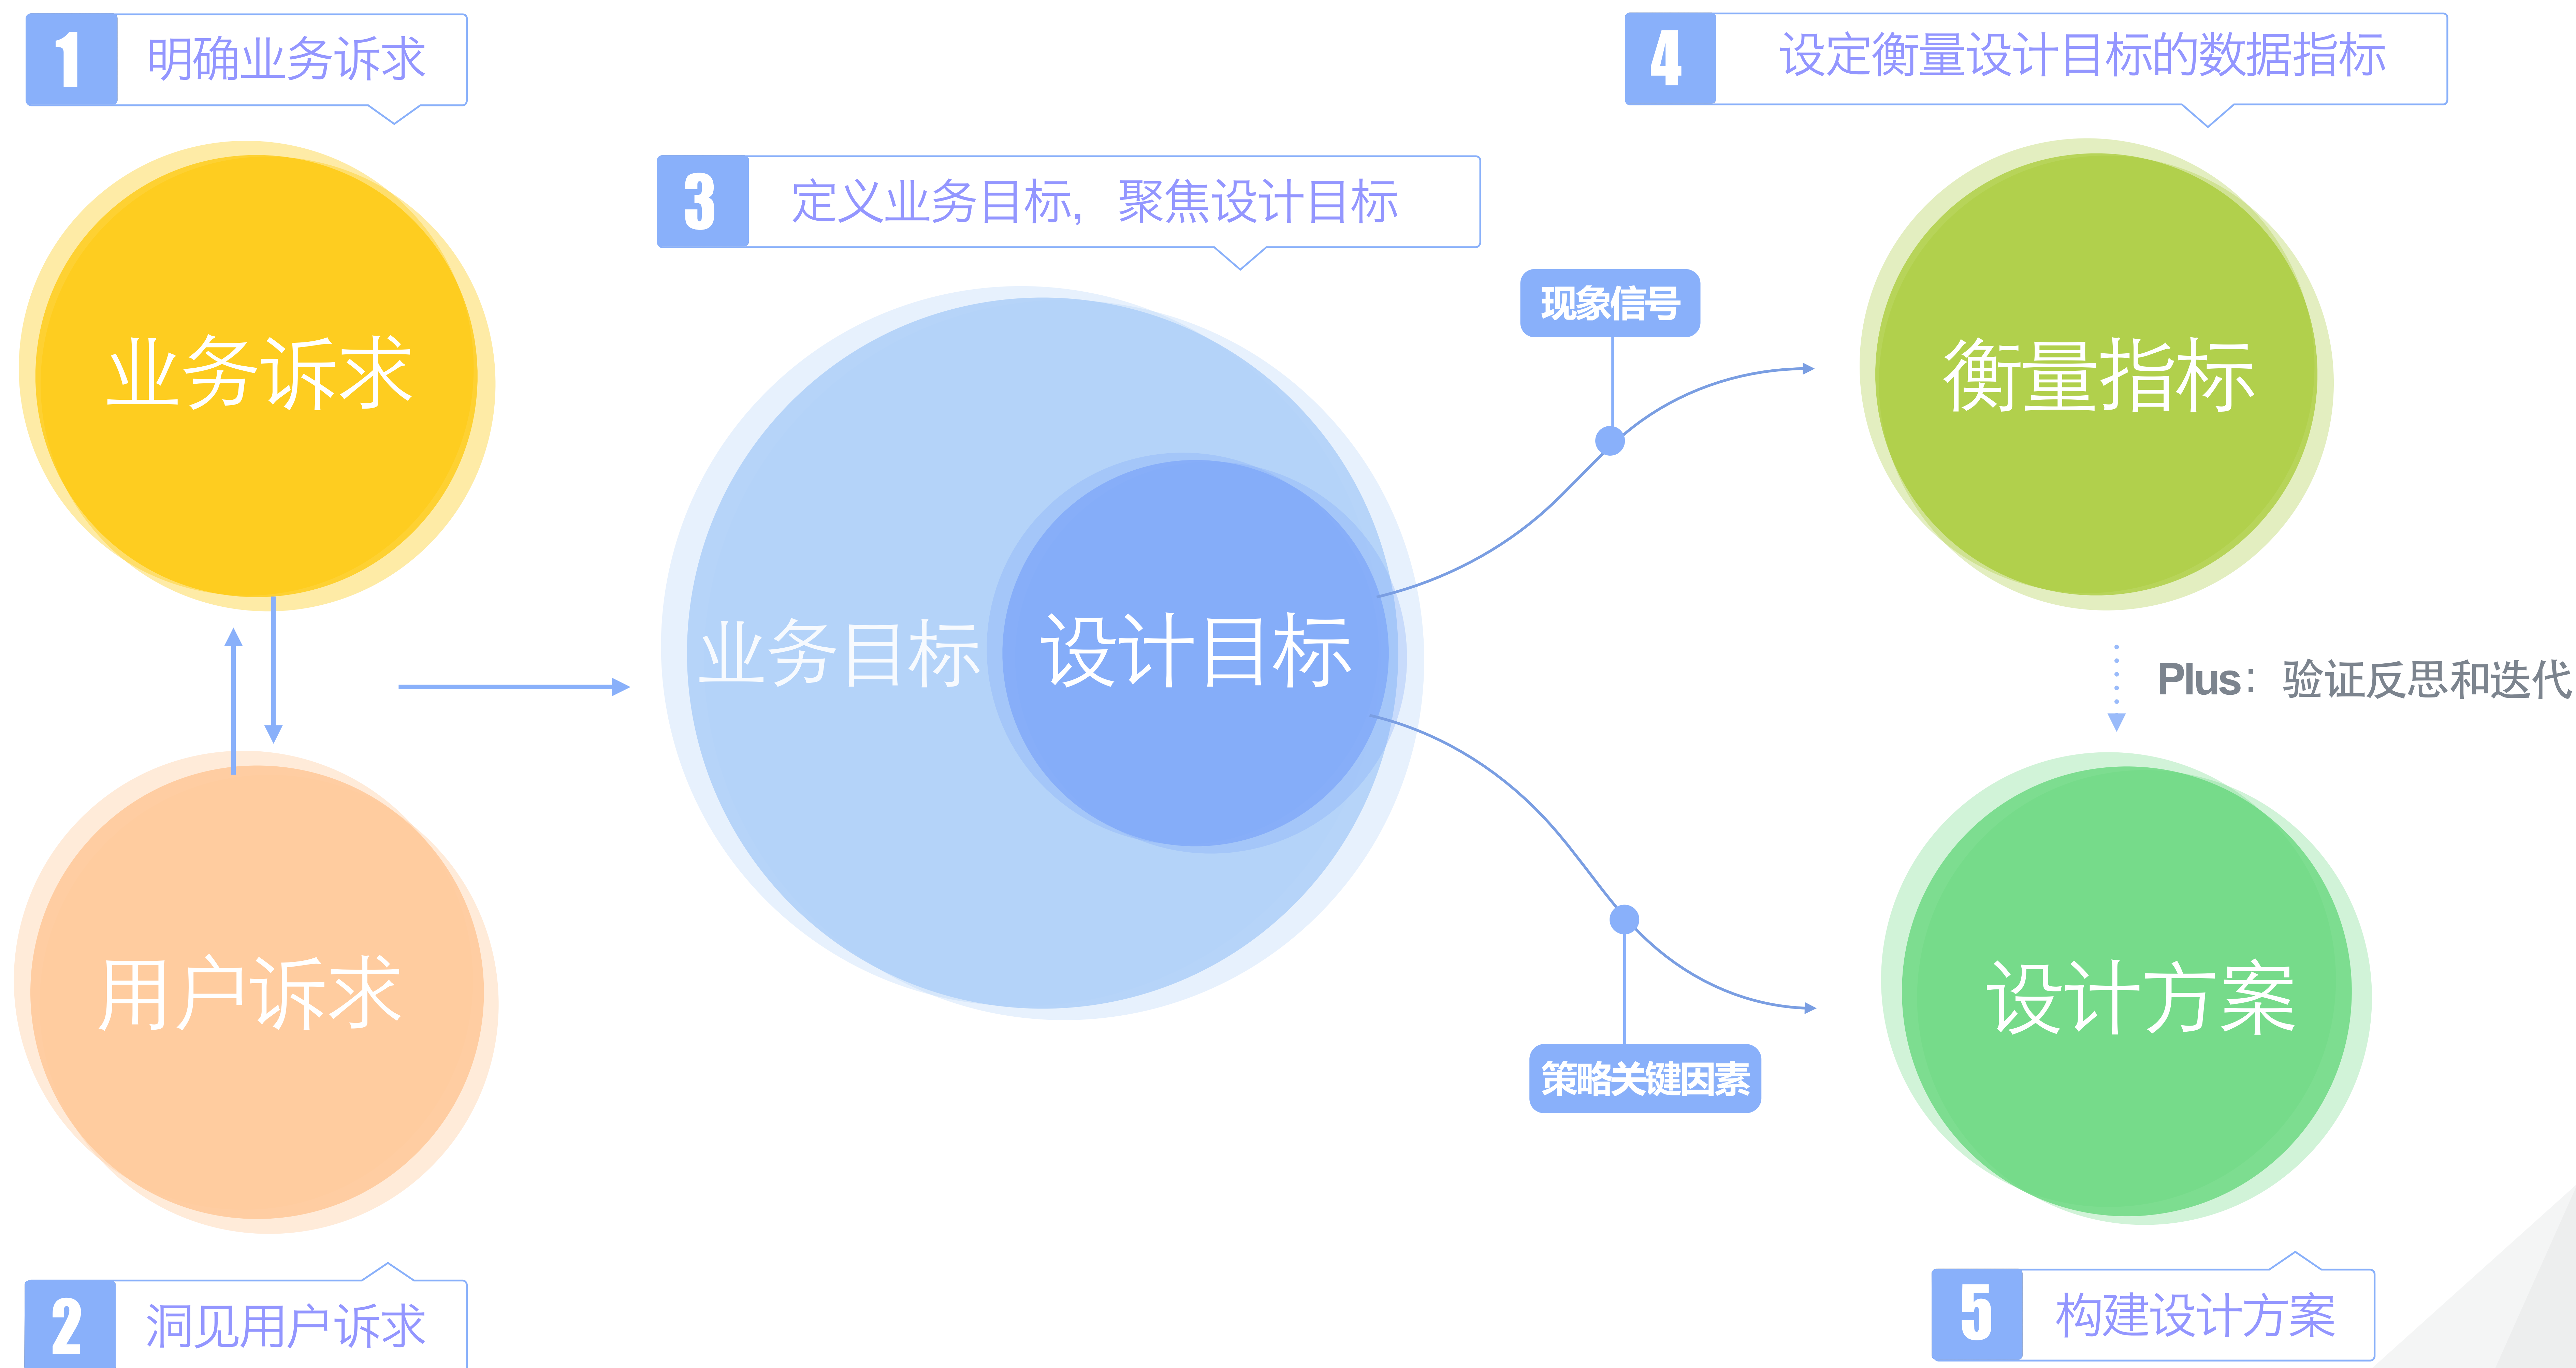 1 明确业务诉求
业务诉求
用户诉求
2 洞见用户诉求
3 定义业务目标，聚焦设计目标
业务目标
设计目标
现象信号
策略关键因素
4 设定衡量设计目标的数据指标
衡量指标
Plus：验证反思和迭代
设计方案
5 构建设计方案